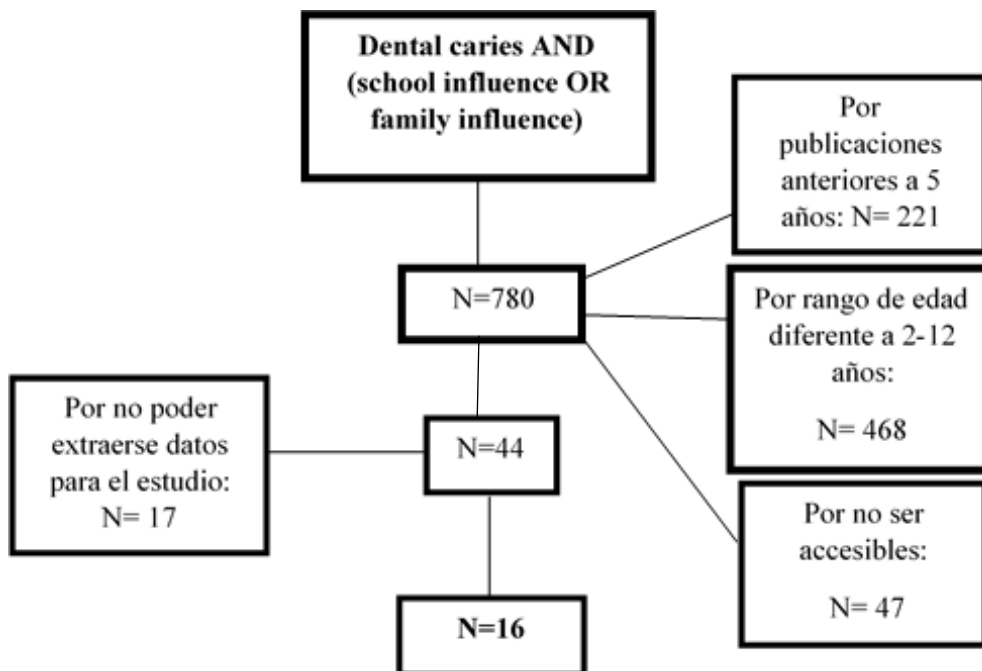 Dental caries AND
(school influence OR
family influence)
Por
publicaciones
anteriores a 5
años: N= 221
N=780
Por rango de edad
diferente a 2-12
años:
N= 468
Por no poder
extraerse datos
para el estudio:
N= 17
N=44
Por no ser
accesibles:
N= 47
N=16